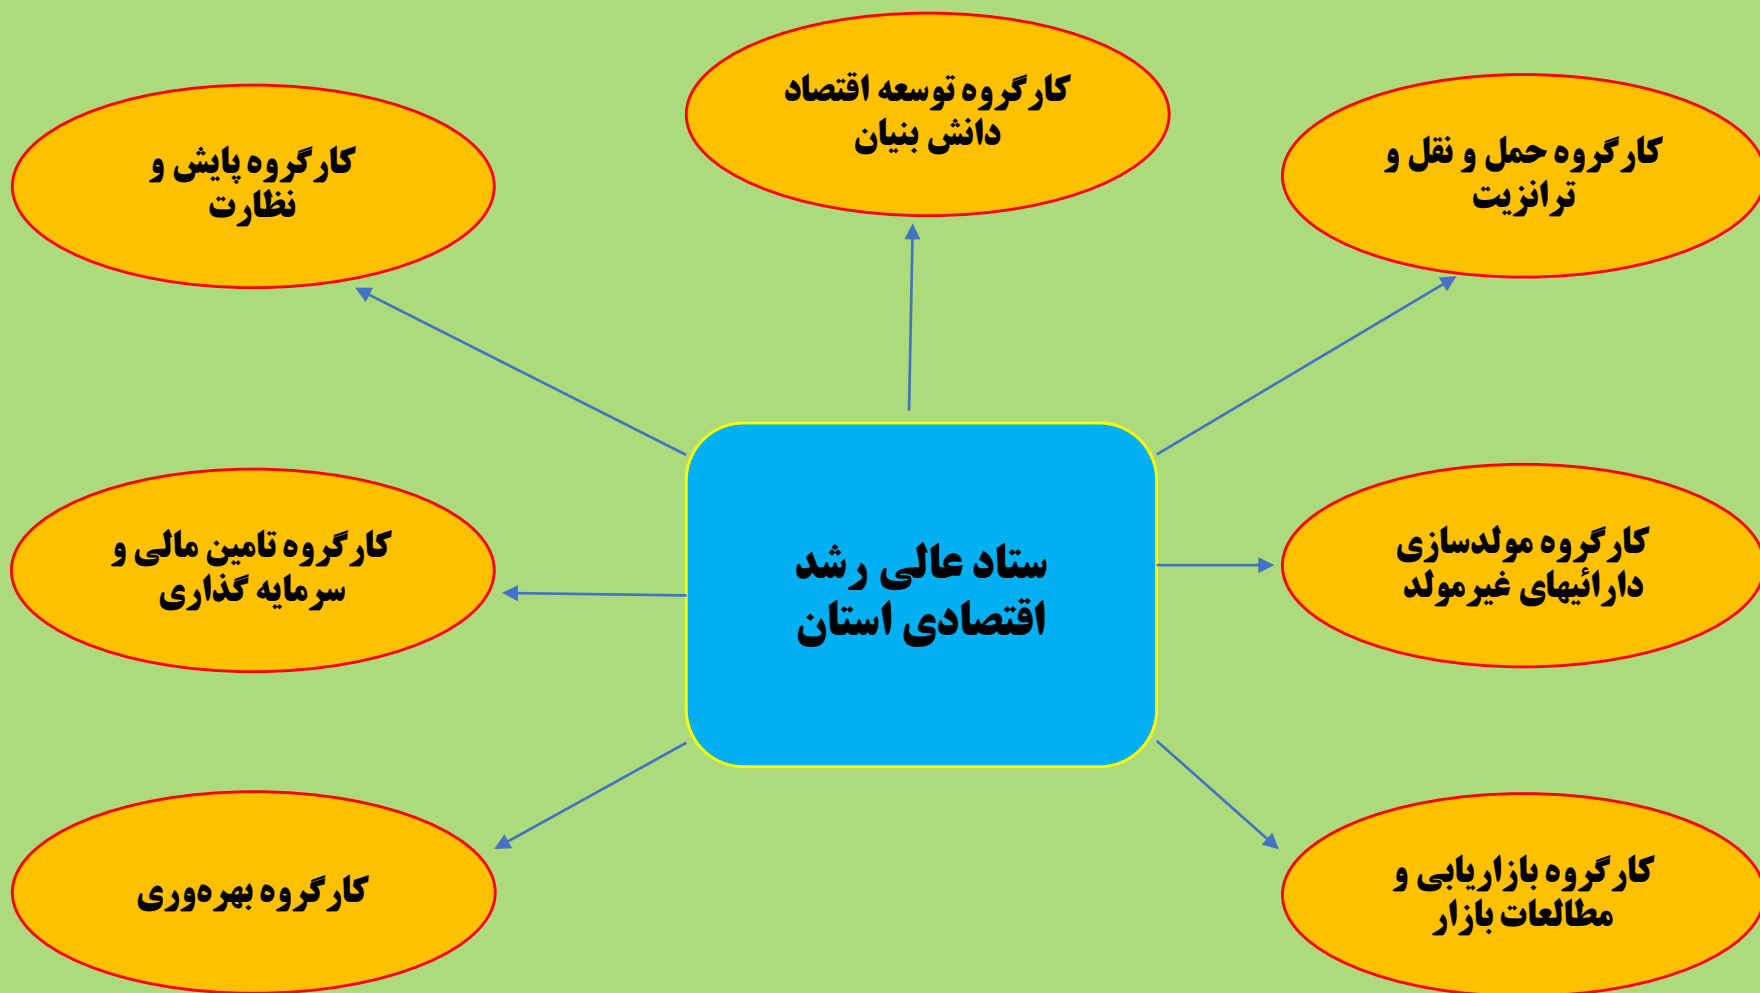 کارگروه توسعه اقتصاد
دانش بنیان
کارگروه حمل و نقل و
ترانزیت
کارگروه پایش و
نظارت
کارگروه مولدسازی
دارائیهای غیرمولد
ستاد عالی رشد
اقتصادی استان
کارگروه تامین مالی و
سرمایه گذاری
کارگروه بازاریابی و
مطالعات بازار
کارگروه بهره‌وری